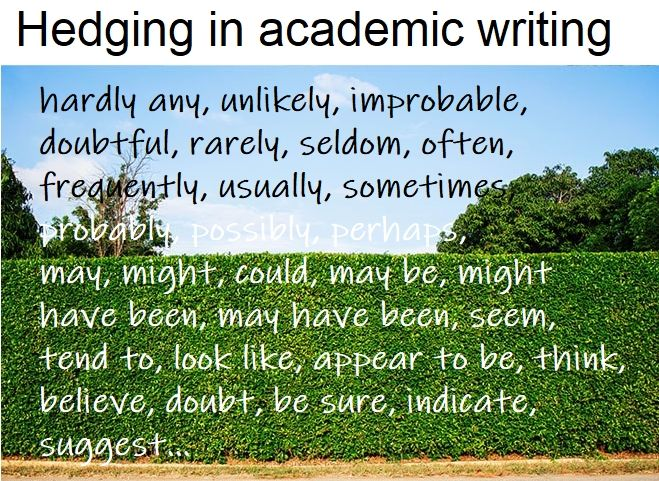 Hedging in academic writing
hardly any, unlikely, improbable,
doubtful, rarely, seldom, often,
frequently, usually, sometimes
probably, possibly, perhaps,
may, might, could, may be, might
have been, may have been, seem,
tend to, look like, appear to be, think,
believe, doubt, be sure, indicate,
suggest...